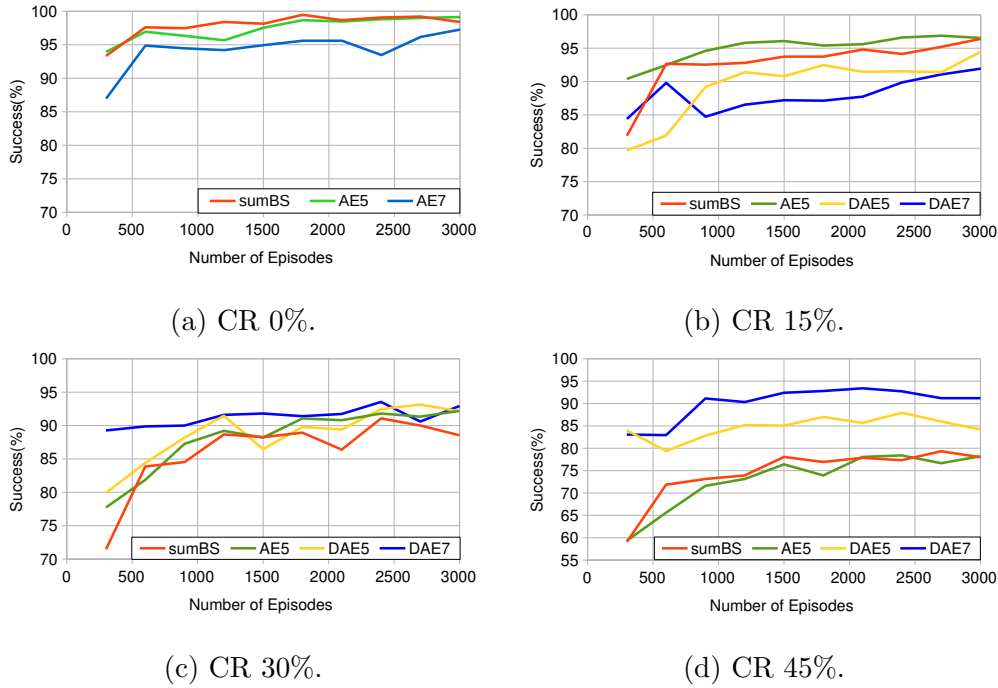 100
95
90
85
80
75
70
Success(%)
sumBS AE5 AE7
0 500 1000 1500 2000 2500 3000
Number of Episodes
(a) CR 0%.
100
95
90
85
80
75
70
Success(%)
sumBS AE5 DAE5 DAE7
0 500 1000 1500 2000 2500 3000
Number of Episodes
(b) CR 15%.
100
95
90
85
80
75
70
Success(%)
sumBS AE5 DAE5 DAE7
0 500 1000 1500 2000 2500 3000
Number of Episodes
(c) CR 30%.
100
95
90
85
80
75
70
65
60
55
Success(%)
sumBS AE5 DAE5 DAE7
0 500 1000 1500 2000 2500 3000
Number of Episodes
(d) CR 45%.